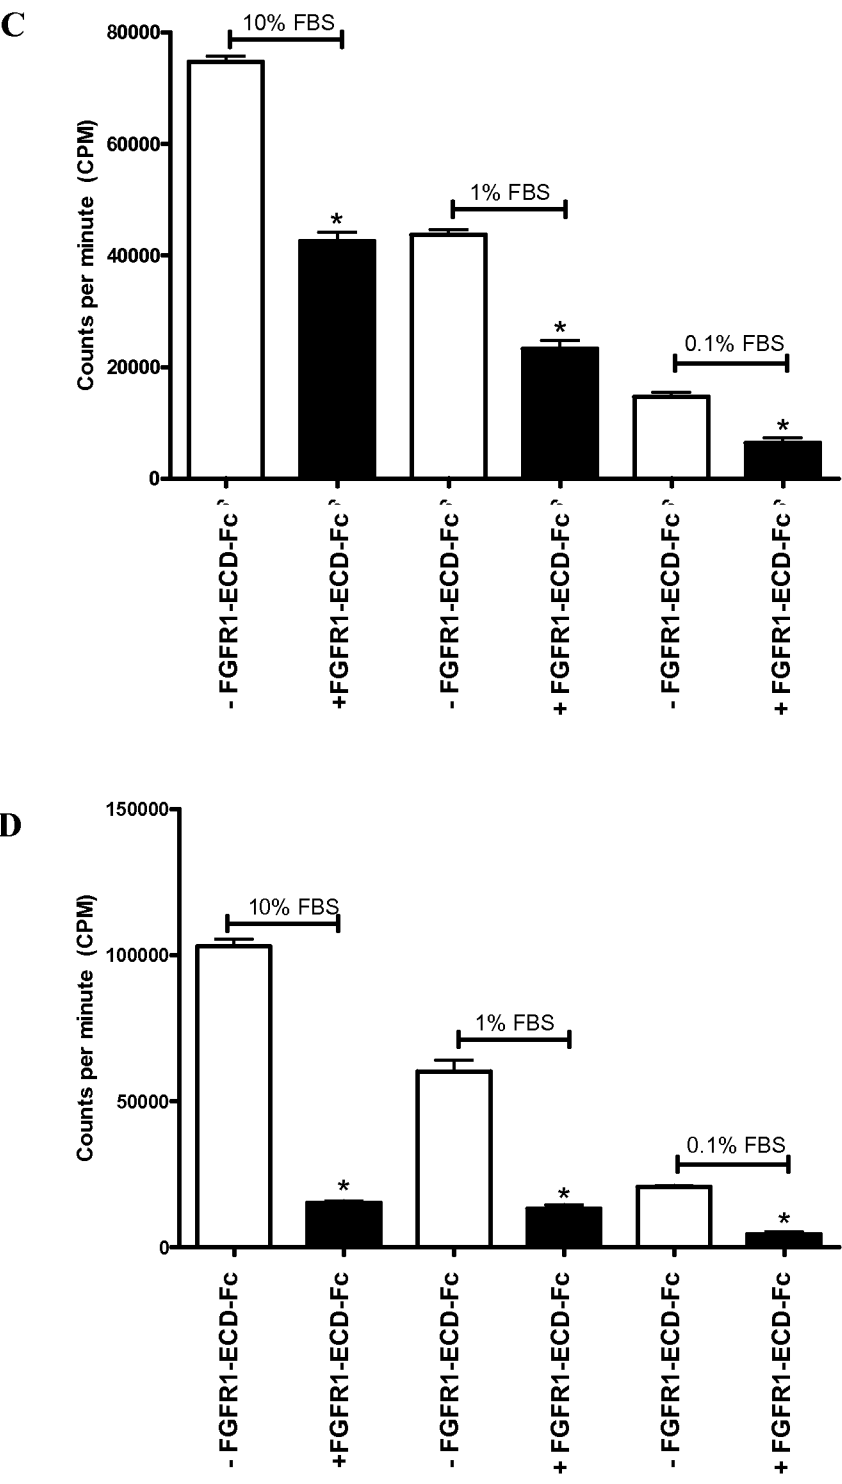 C
10% FBS
80000
60000
40000
20000
0
Counts per minute (CPM)
1% FBS
0.1% FBS
*
*
*
- FGFR1-ECD-Fc
+FGFR1-ECD-Fc
- FGFR1-ECD-Fc
+ FGFR1-ECD-Fc
- FGFR1-ECD-Fc
+ FGFR1-ECD-Fc
D
150000
100000
50000
0
Counts per minute (CPM)
10% FBS
1% FBS
0.1% FBS
*
*
*
- FGFR1-ECD-Fc
+FGFR1-ECD-Fc
- FGFR1-ECD-Fc
+ FGFR1-ECD-Fc
- FGFR1-ECD-Fc
+ FGFR1-ECD-Fc